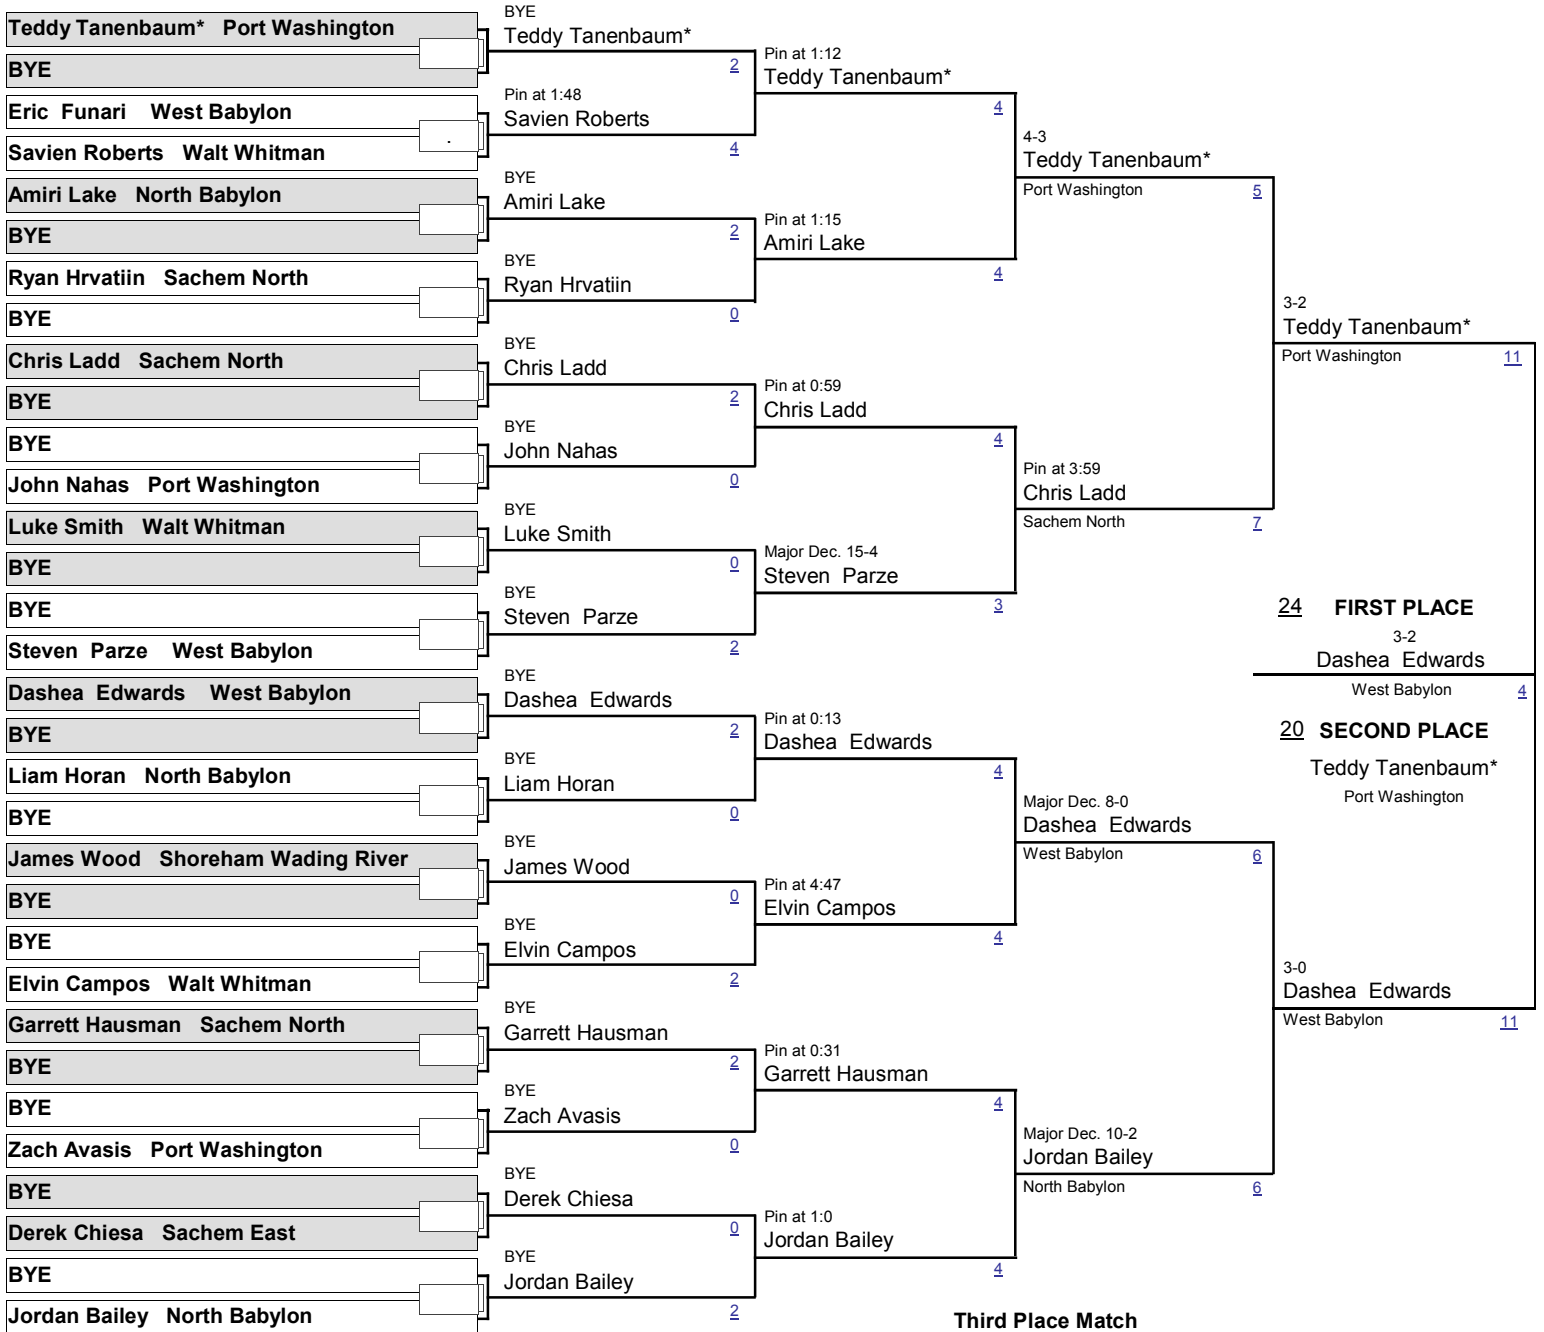 Teddy Tanenbaum* Port Washington
BYE
Eric Funari West Babylon
.
Savien Roberts Walt Whitman
Amiri Lake North Babylon
BYE
Ryan Hrvatiin Sachem North
BYE
Chris Ladd Sachem North
BYE
BYE
John Nahas Port Washington
Luke Smith Walt Whitman
BYE
BYE
Steven Parze West Babylon
Dashea Edwards West Babylon
BYE
Liam Horan North Babylon
BYE
James Wood Shoreham Wading River
BYE
BYE
Elvin Campos Walt Whitman
Garrett Hausman Sachem North
BYE
BYE
Zach Avasis Port Washington
BYE
Derek Chiesa Sachem East
BYE
Jordan Bailey North Babylon
BYE
Teddy Tanenbaum*
2
Pin at 1:48
Savien Roberts
4
BYE
Amiri Lake
2
BYE
Ryan Hrvatiin
0
BYE
Chris Ladd
2
BYE
John Nahas
0
BYE
Luke Smith
0
BYE
Steven Parze
2
BYE
Dashea Edwards
2
BYE
Liam Horan
0
BYE
James Wood
0
BYE
Elvin Campos
2
BYE
Garrett Hausman
2
BYE
Zach Avasis
0
BYE
Derek Chiesa
0
BYE
Jordan Bailey
2
Pin at 1:12
Teddy Tanenbaum*
4
Pin at 1:15
Amiri Lake
4
Pin at 0:59
Chris Ladd
4
Major Dec. 15-4
Steven Parze
3
Pin at 0:13
Dashea Edwards
4
Pin at 4:47
Elvin Campos
4
Pin at 0:31
Garrett Hausman
4
Pin at 1:0
Jordan Bailey
4
4-3
Teddy Tanenbaum*
Port Washington 5
Pin at 3:59
Chris Ladd
Sachem North 7
Major Dec. 8-0
Dashea Edwards
West Babylon 6
Major Dec. 10-2
Jordan Bailey
North Babylon 6
3-2
Teddy Tanenbaum*
Port Washington 11
24 FIRST PLACE
3-2
Dashea Edwards
West Babylon 4
20 SECOND PLACE
Teddy Tanenbaum*
Port Washington
3-0
Dashea Edwards
West Babylon 11
Third Place Match